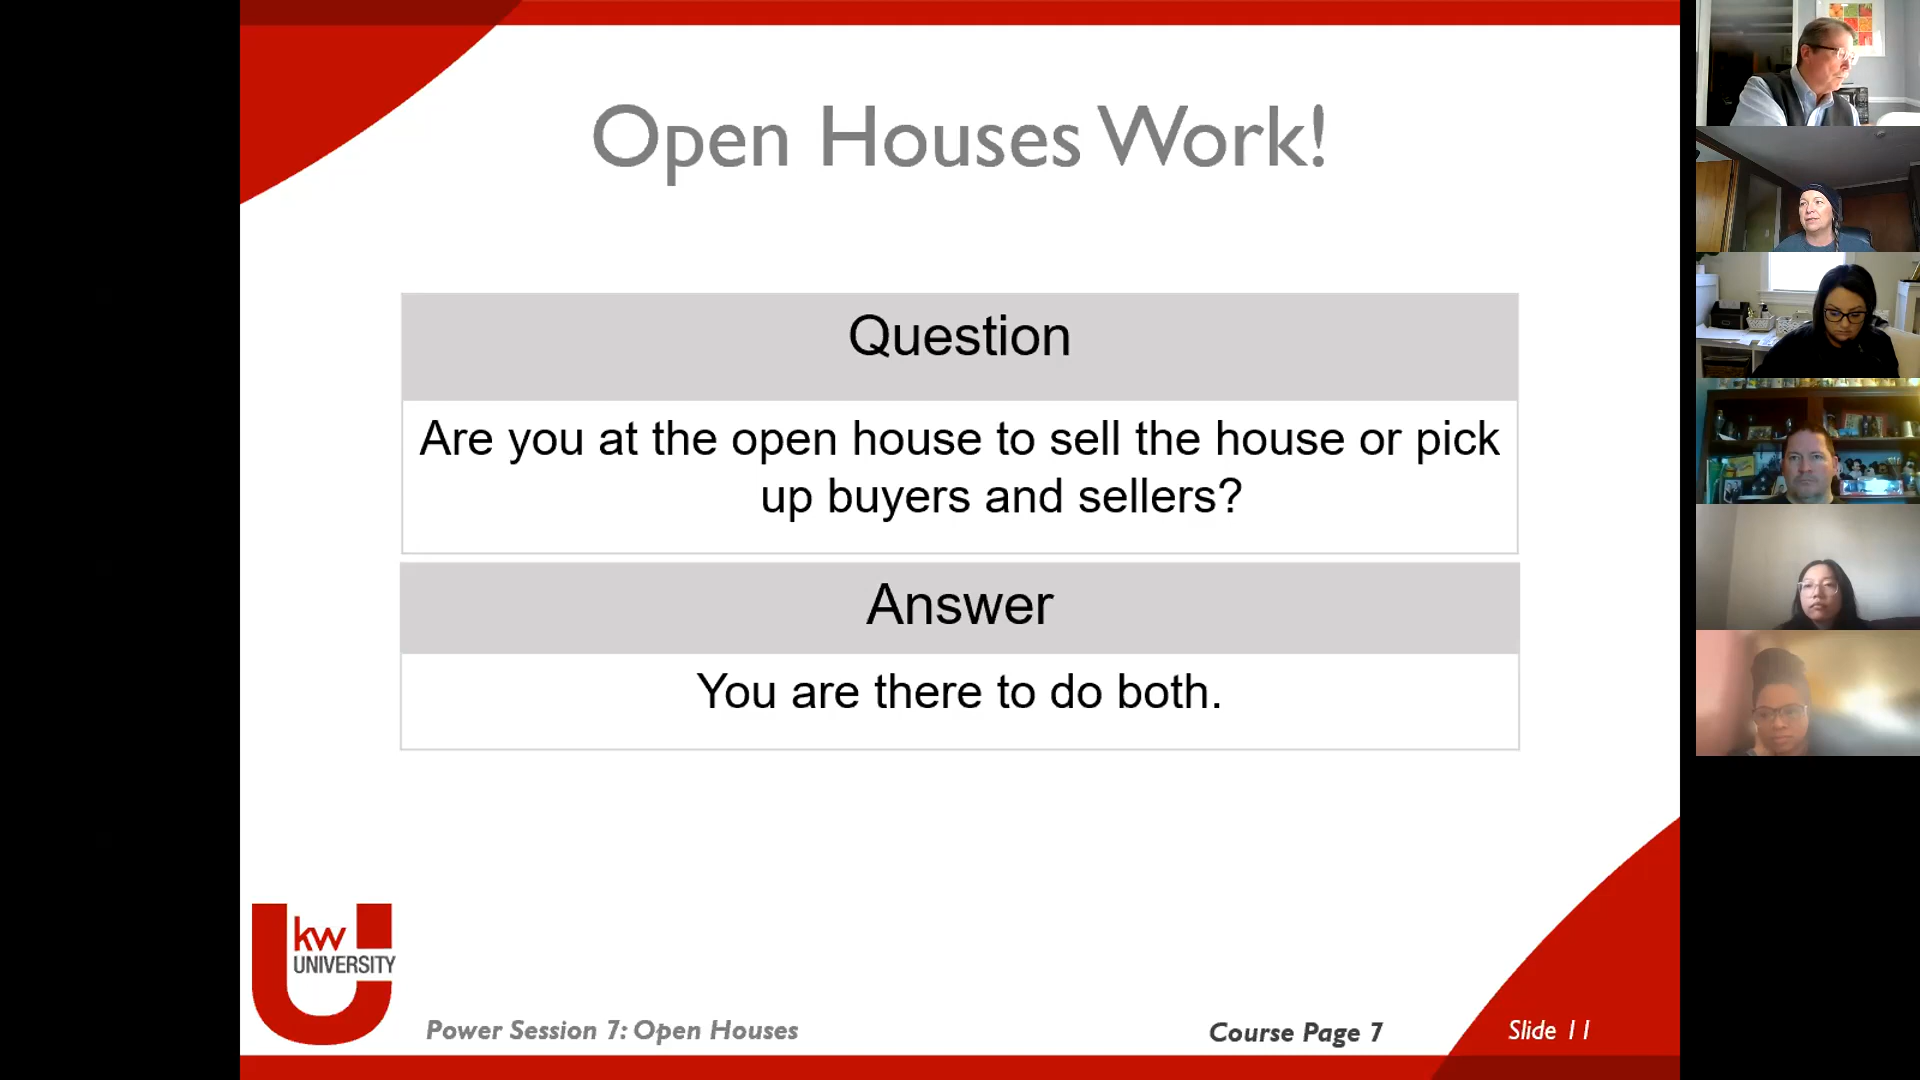 Open Houses Work!
Question
Are you at the open house to sell the house or pick
up buyers and sellers?
Answer
You are there to do both.
kw
UNIVERSITY
Power Session 7: Open Houses
Course Page 7
Slide 11